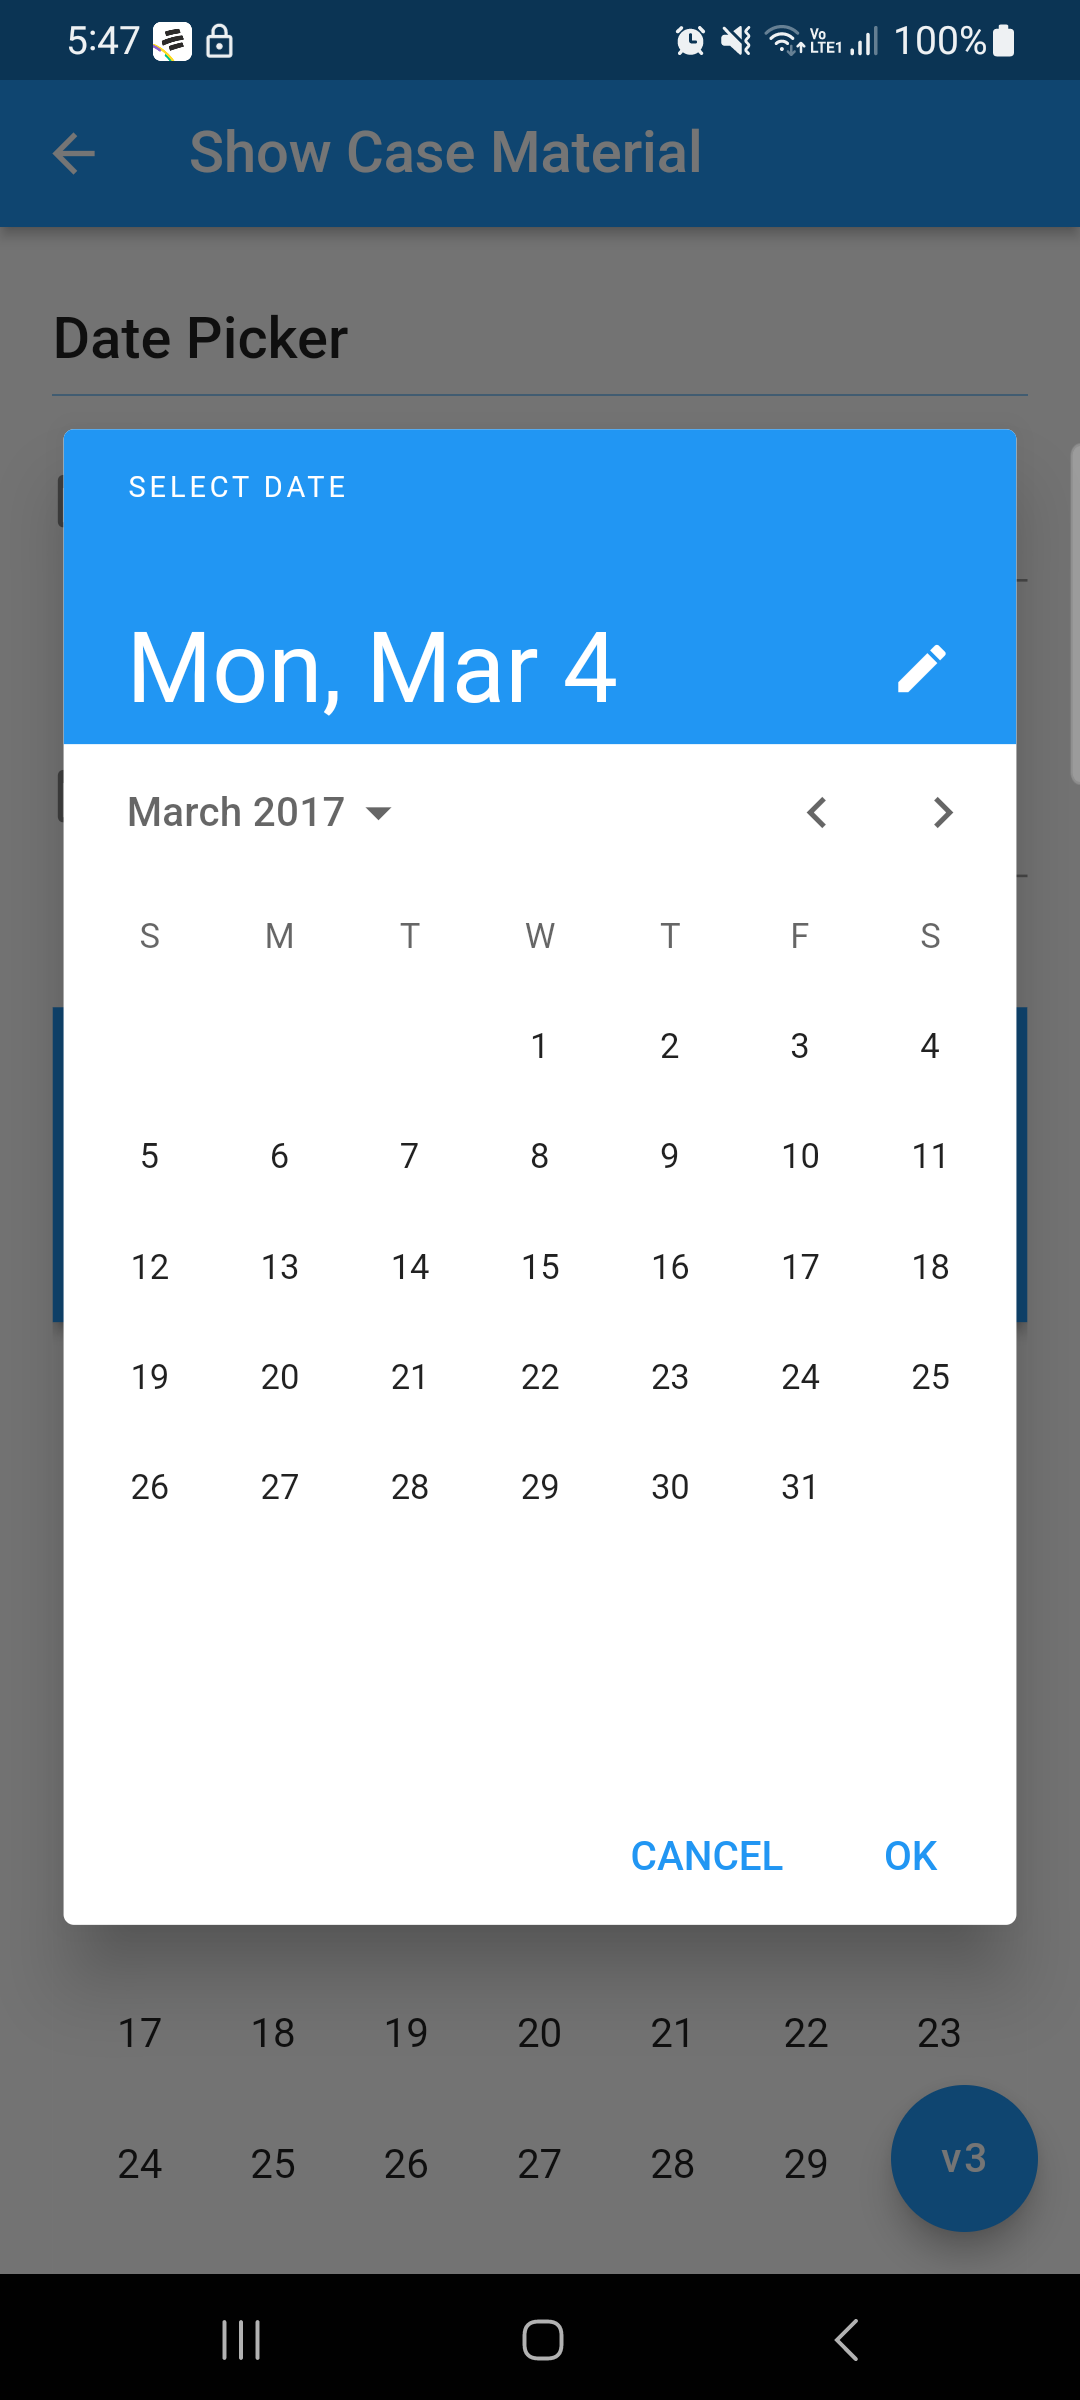 5:47 Vo LTE1 100%
Show Case Material
Date Picker
SELECT DATE
Mon, Mar 4
March 2017
S M T W T F S
1 2 3 4
5 6 7 8 9 10 11
12 13 14 15 16 17 18
19 20 21 22 23 24 25
26 27 28 29 30 31
CANCEL OK
17 18 19 20 21 22 23
24 25 26 27 28 29
v3